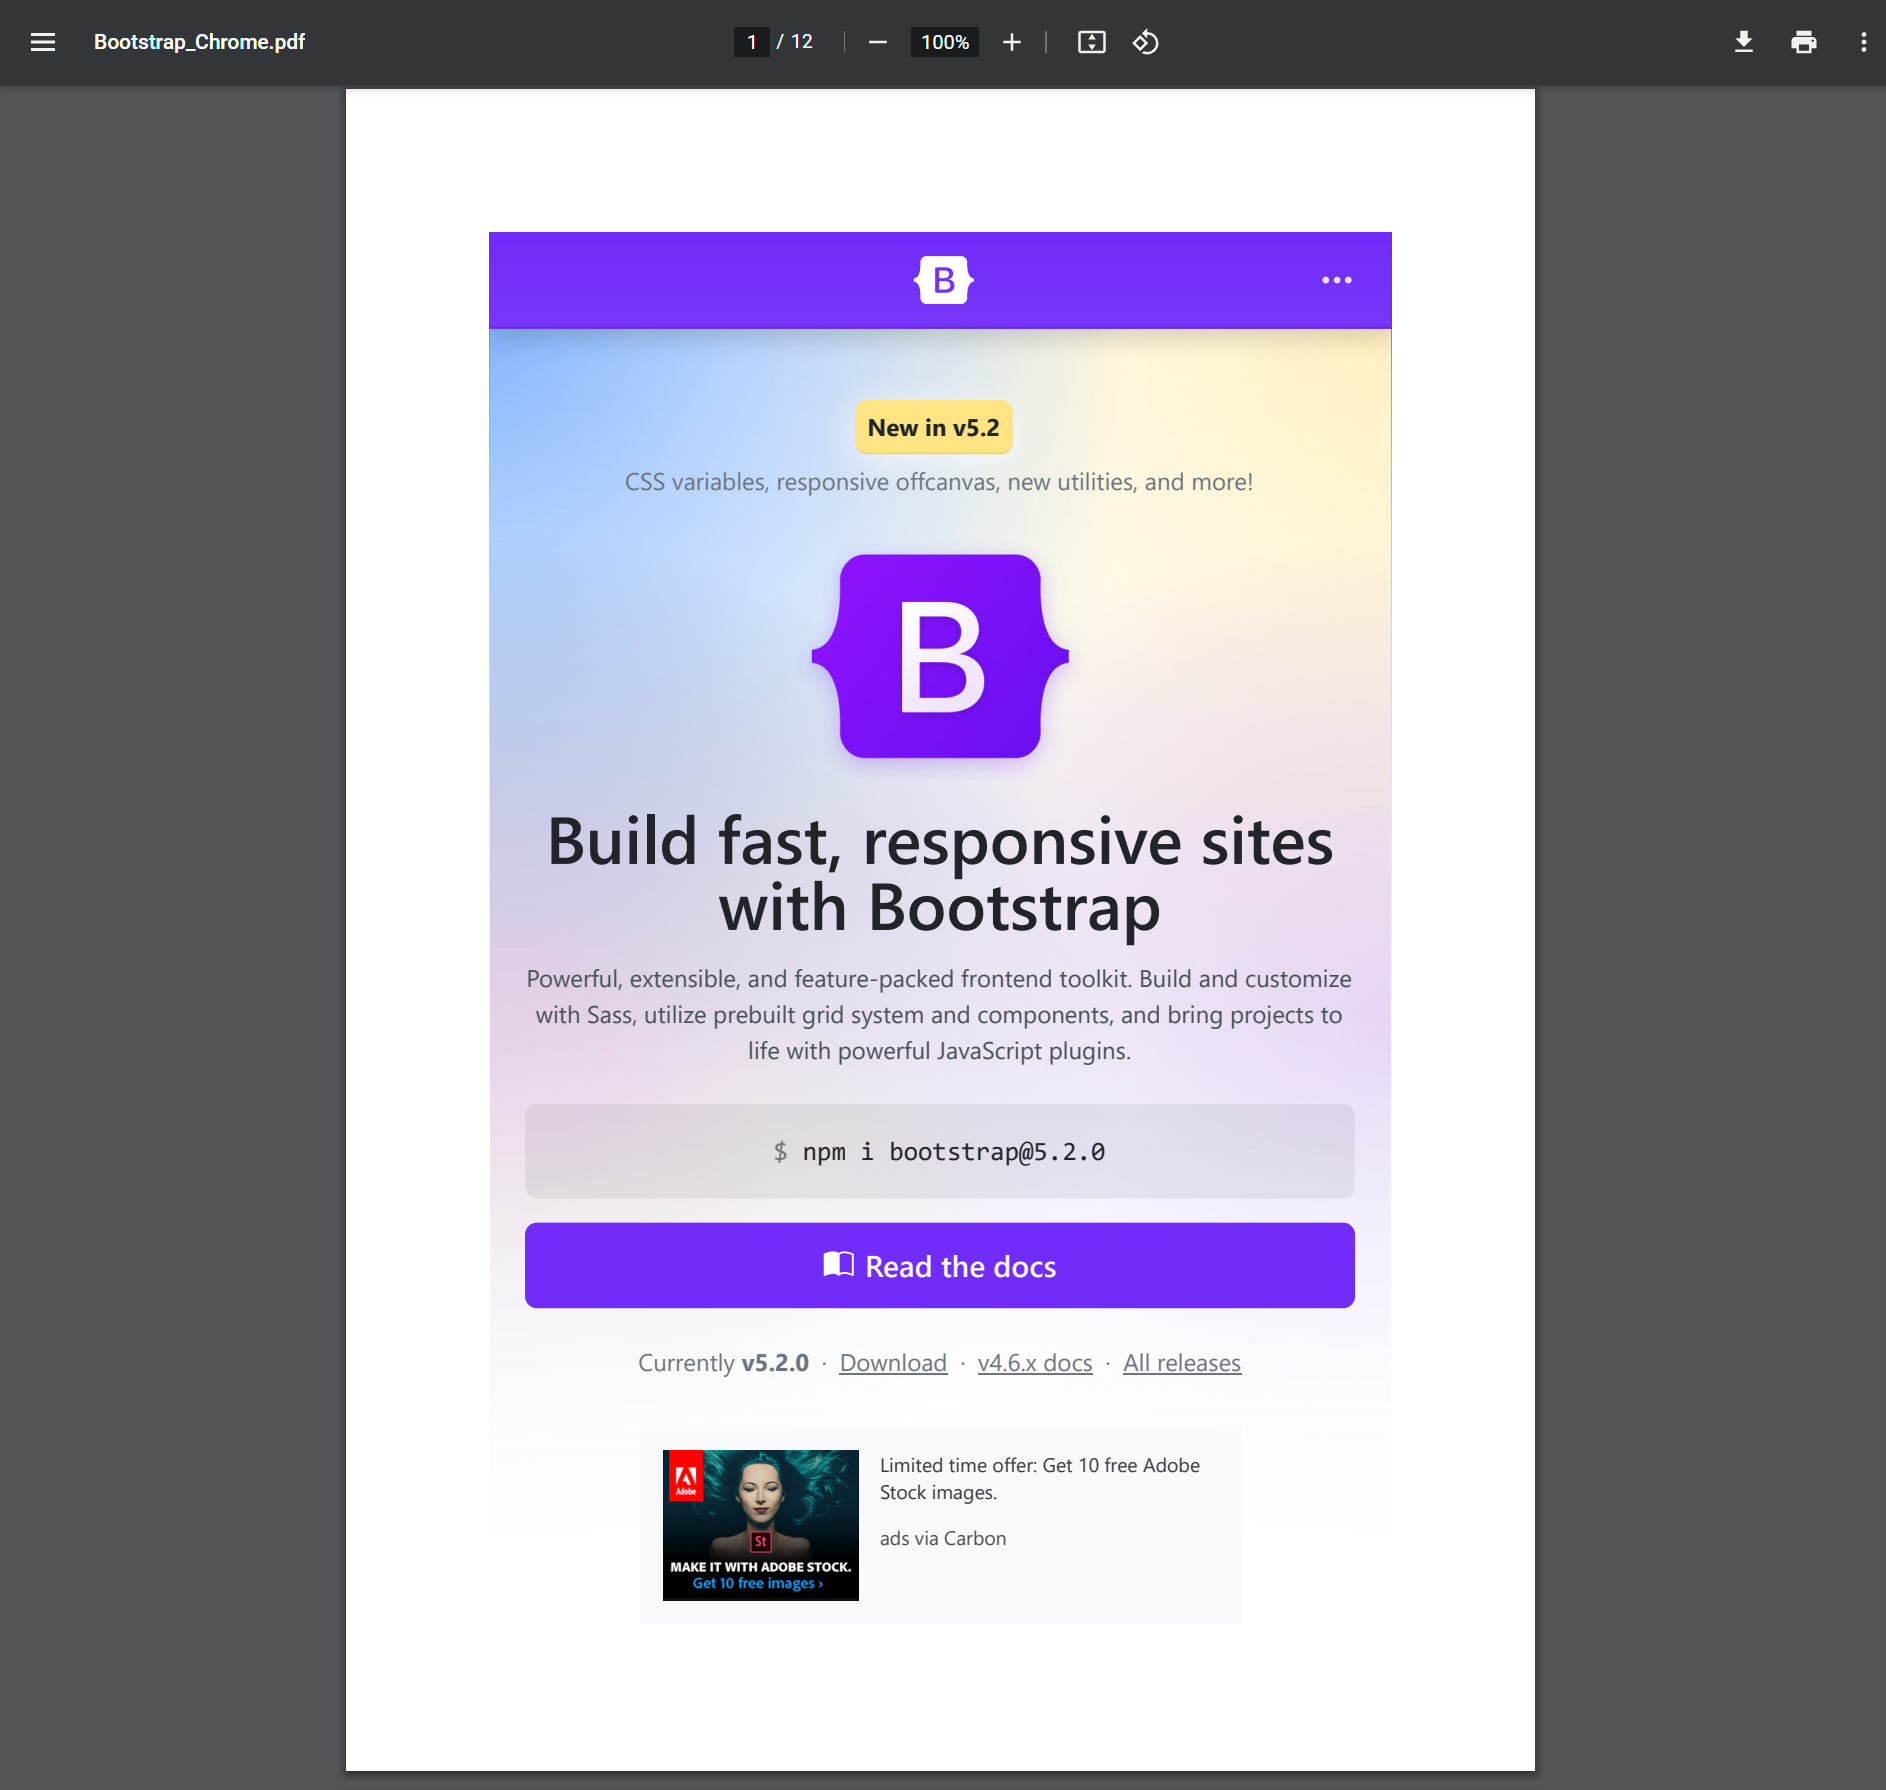 Bootstrap_Chrome.pdf
1 / 12
100%
B
New in v5.2
CSS variables, responsive offcanvas, new utilities, and more!
B
Build fast, responsive sites
with Bootstrap
Powerful, extensible, and feature-packed frontend toolkit. Build and customize
with Sass, utilize prebuilt grid system and components, and bring projects to
life with powerful JavaScript plugins.
$ npm i bootstrap@5.2.0
Read the docs
Currently v5.2.0 · Download · v4.6.x docs · All releases
Adobe
St
MAKE IT WITH ADOBE STOCK.
Get 10 free images ›
Limited time offer: Get 10 free Adobe
Stock images.
ads via Carbon